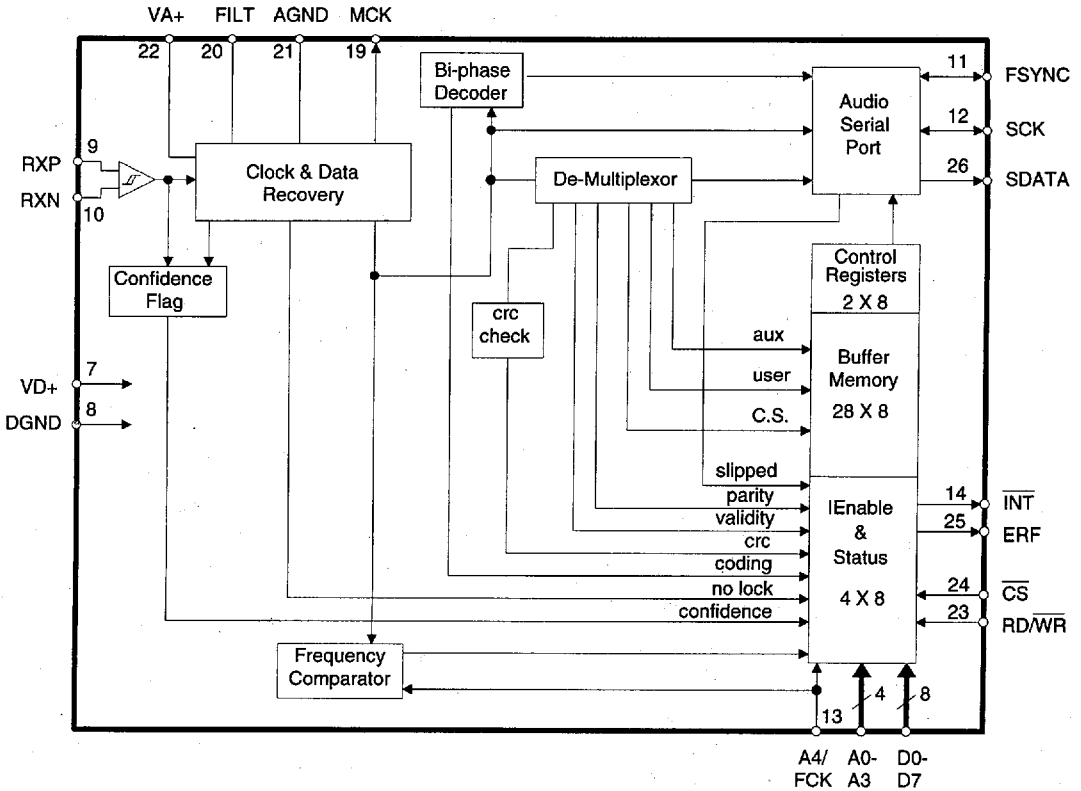 VA+ FILT AGND MCK
22 20 21 19
Bi-phase
Decoder
Audio
Serial
Port
11 FSYNC
12 SCK
26 SDATA
RXP 9
RXN 10
Clock & Data
Recovery
De-Multiplexor
Confidence
Flag
crc
check
Control
Registers
2 X 8
VD+ 7
DGND 8
aux
user
C.S.
Buffer
Memory
28 X 8
slipped
parity
validity
crc
coding
no lock
confidence
IEnable
&
Status
4 X 8
14 I̅N̅T̅
25 ERF
24 C̅S̅
23 RD/W̅R̅
Frequency
Comparator
13 4 8
A4/
FCK
A0-
A3
D0-
D7